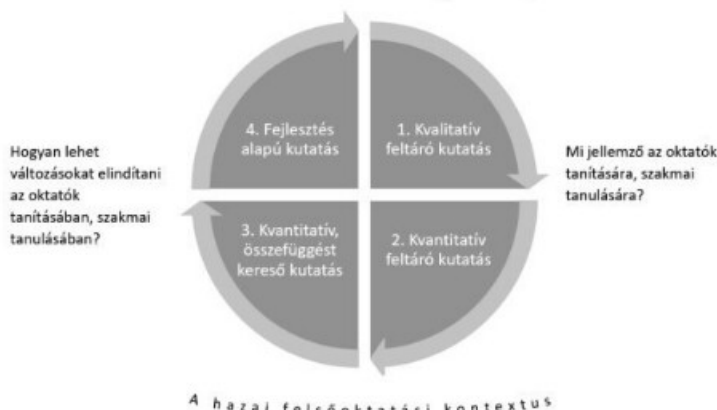 4. Fejlesztés
alapú kutatás
1. Kvalitatív
feltáró kutatás
Hogyan lehet
változásokat elindítani
az oktatók
tanításában, szakmai
tanulásában?
Mi jellemző az oktatók
tanítására, szakmai
tanulására?
3. Kvantitatív,
összefüggést
kereső kutatás
2. Kvantitatív
feltáró kutatás
A hazai felsőoktatási kontextus